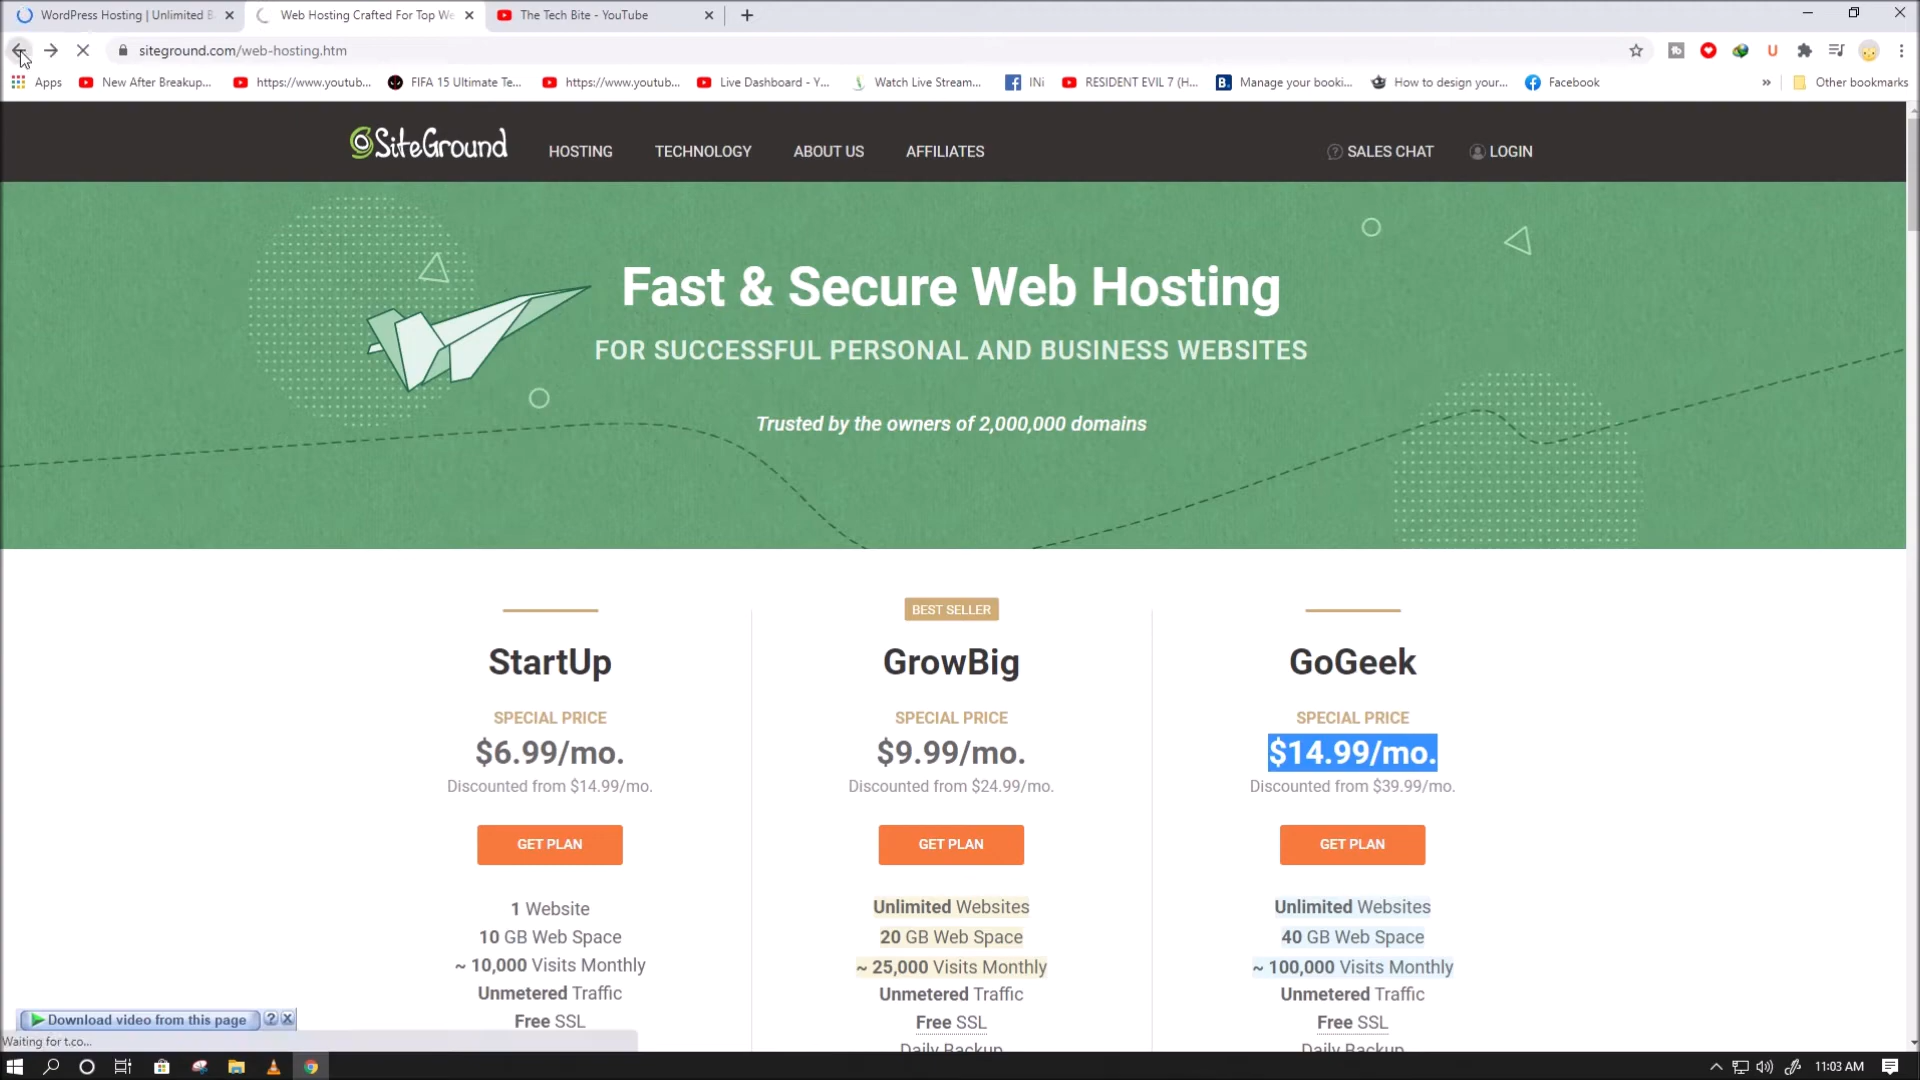 WordPress Hosting | Unlimited B
Web Hosting Crafted For Top We
The Tech Bite - YouTube
siteground.com/web-hosting.htm
Apps
New After Breakup...
https://www.youtub...
FIFA 15 Ultimate Te...
https://www.youtub...
Live Dashboard - Y...
Watch Live Stream...
INi
RESIDENT EVIL 7 (H...
B.
Manage your booki...
How to design your...
Facebook
»
Other bookmarks
SiteGround
HOSTING
TECHNOLOGY
ABOUT US
AFFILIATES
SALES CHAT
LOGIN
Fast & Secure Web Hosting
FOR SUCCESSFUL PERSONAL AND BUSINESS WEBSITES
Trusted by the owners of 2,000,000 domains
StartUp
SPECIAL PRICE
$6.99/mo.
Discounted from $14.99/mo.
GET PLAN
1 Website
10 GB Web Space
~ 10,000 Visits Monthly
Unmetered Traffic
Free SSL
BEST SELLER
GrowBig
SPECIAL PRICE
$9.99/mo.
Discounted from $24.99/mo.
GET PLAN
Unlimited Websites
20 GB Web Space
~ 25,000 Visits Monthly
Unmetered Traffic
Free SSL
Daily Backup
GoGeek
SPECIAL PRICE
$14.99/mo.
Discounted from $39.99/mo.
GET PLAN
Unlimited Websites
40 GB Web Space
~ 100,000 Visits Monthly
Unmetered Traffic
Free SSL
Daily Backup
Download video from this page
Waiting for t.co...
11:03 AM